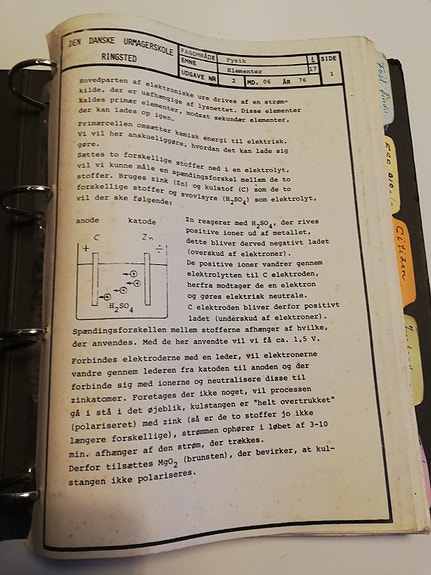 DEN DANSKE URMAGERSKOLE
RINGSTED
FAGOMRÅDE Fysik
EMNE Elementer
UDGAVE NR 2 MD. 06 ÅR 76
1
17
SIDE
1
Hovedparten af elektroniske ure drives af en strøm-
kilde, der er uafhængige af lysnettet. Disse elementer
kaldes primær elementer, modsat sekundær elementer,
der kan lades op igen.
Primærcellen omsætter kemisk energi til elektrisk.
Vi vil her anskueliggøre, hvordan det kan lade sig
gøre.
Sættes to forskellige stoffer ned i en elektrolyt,
vil vi kunne måle en spændingsforskel mellem de to
stoffer. Bruges zink (Zn) og kulstof (C) som de to
forskellige stoffer og svovlsyre (H2SO4) som elektrolyt,
vil der ske følgende:
anode katode
+ C Zn
H2SO4
Zn reagerer med H2SO4, der rives
positive ioner ud af metallet,
dette bliver derved negativt ladet
(overskud af elektroner).
De positive ioner vandrer gennem
elektrolytten til C elektroden,
herfra modtager de en elektron
og gøres elektrisk neutrale.
C elektroden bliver derfor positivt
ladet (underskud af elektroner).
Spændingsforskellen mellem stofferne afhænger af hvilke,
der anvendes. Med de her anvendte vil vi få ca. 1,5 V.
Forbindes elektroderne med en leder, vil elektronerne
vandre gennem lederen fra katoden til anoden og der
forbinde sig med ionerne og neutralisere disse til
zinkatomer. Foretages der ikke noget, vil processen
gå i stå i det øjeblik, kulstangen er "helt overtrukket"
(polariseret) med zink (så er de to stoffer jo ikke
længere forskellige), strømmen ophører i løbet af 3-10
min. afhænger af den strøm, der trækkes.
Derfor tilsættes MgO2 (brunsten), der bevirker, at kul-
stangen ikke polariseres.
Citizen